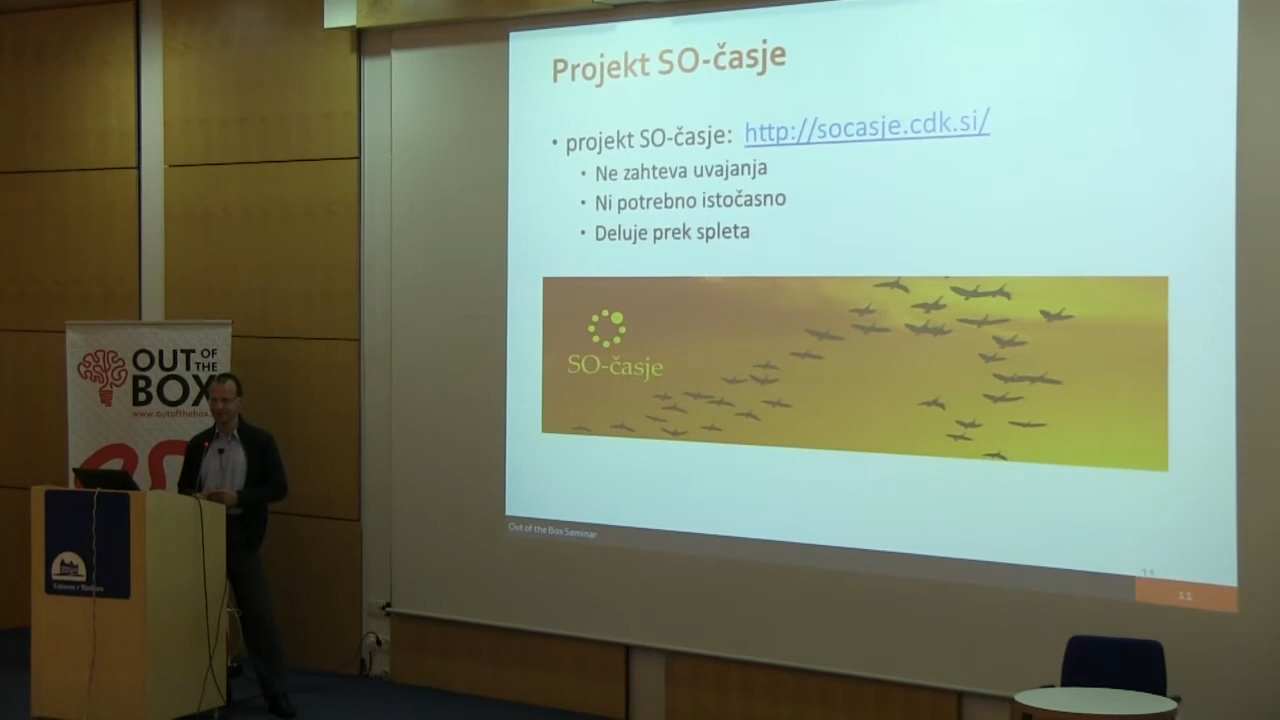 Projekt SO-časje
• projekt SO-časje: http://socasje.cdk.si/
• Ne zahteva uvajanja
• Ni potrebno istočasno
• Deluje prek spleta
SO-časje
Out of the Box Seminar
11
11
OUT OF THE
BOX
www.outofthebox.